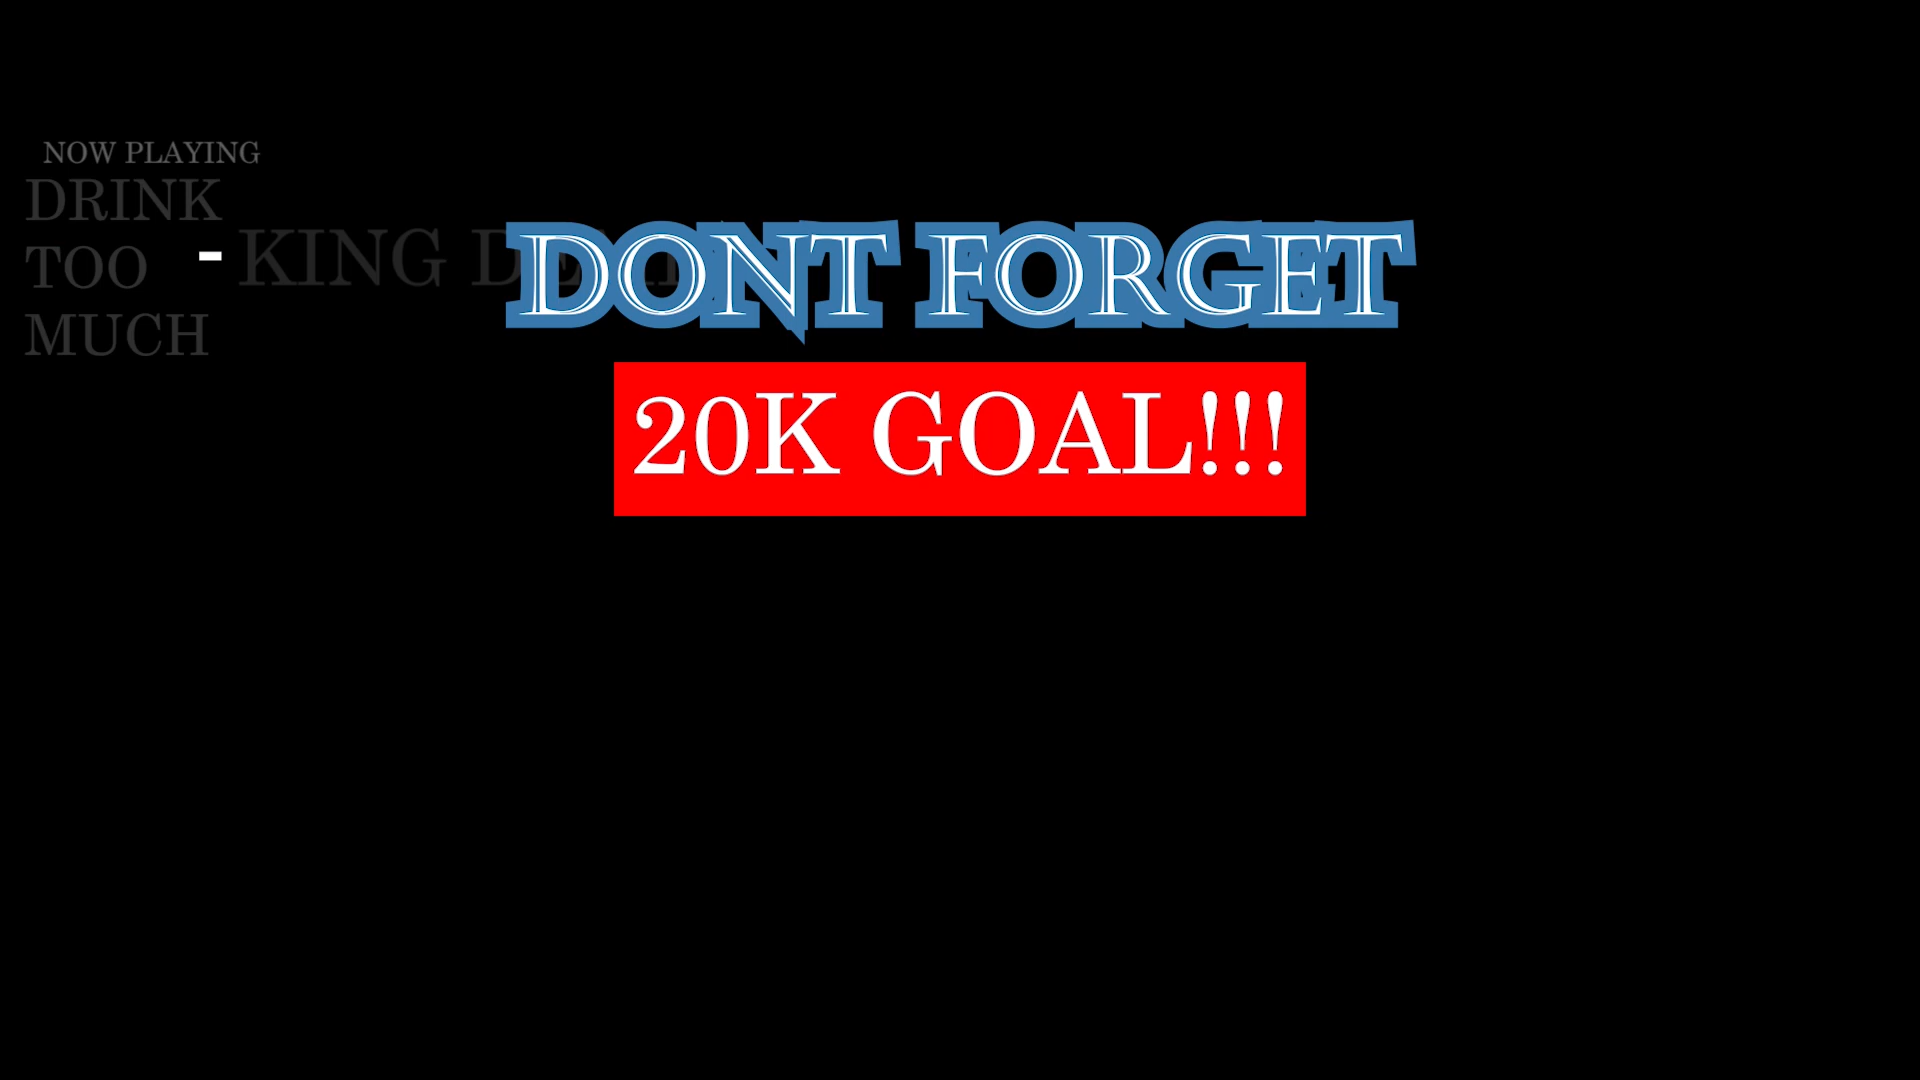 NOW PLAYING
DRINK
TOO
MUCH
- KING
DONT FORGET
20K GOAL!!!